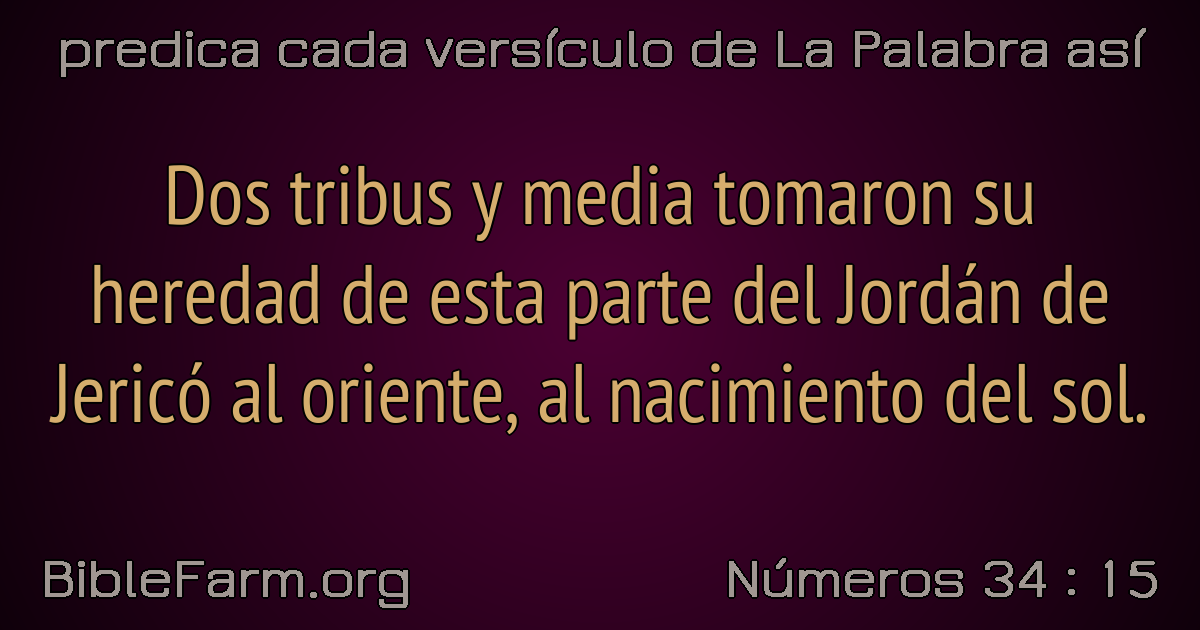 predica cada versículo de La Palabra así
Dos tribus y media tomaron su
heredad de esta parte del Jordán de
Jericó al oriente, al nacimiento del sol.
BibleFarm.org
Números 34 : 15